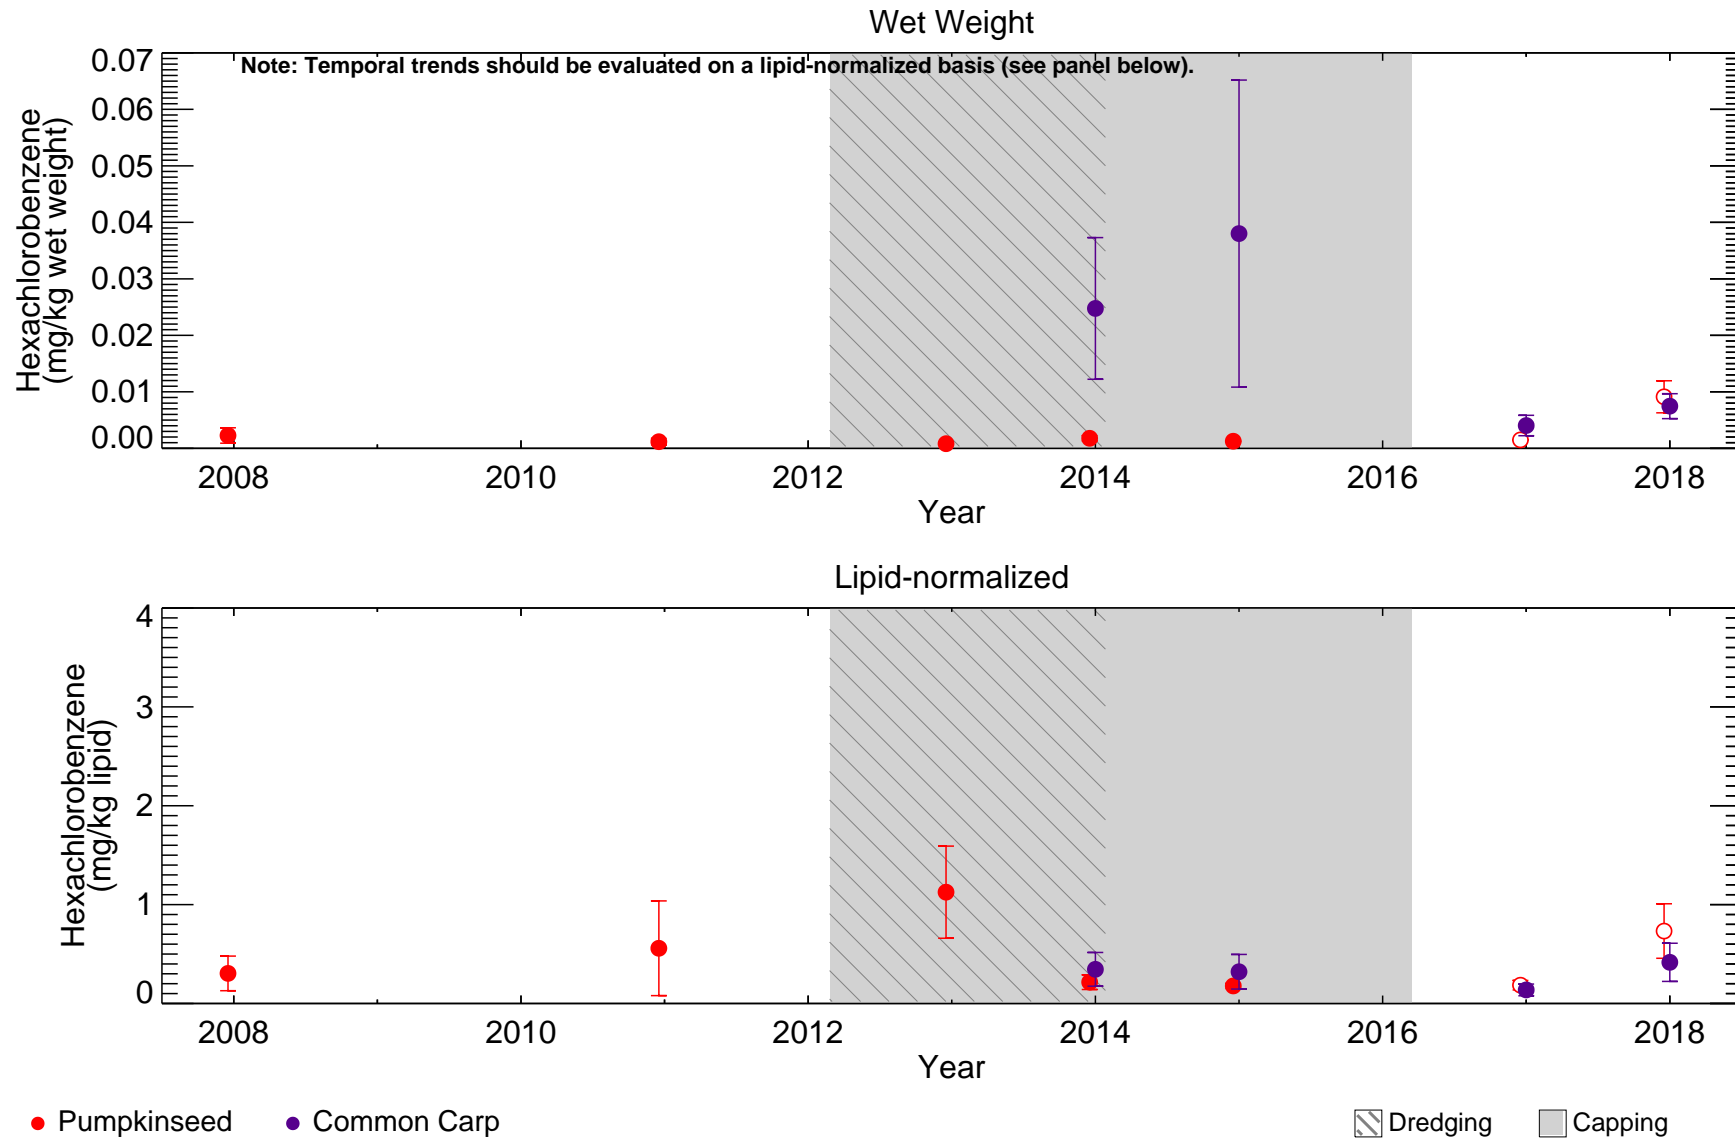 Wet Weight
Note: Temporal trends should be evaluated on a lipid-normalized basis (see panel below).
Hexachlorobenzene
(mg/kg wet weight)
0.07
0.06
0.05
0.04
0.03
0.02
0.01
0.00
2008 2010 2012 2014 2016 2018
Year
Lipid-normalized
Hexachlorobenzene
(mg/kg lipid)
4
3
2
1
0
2008 2010 2012 2014 2016 2018
Year
Pumpkinseed Common Carp Dredging Capping